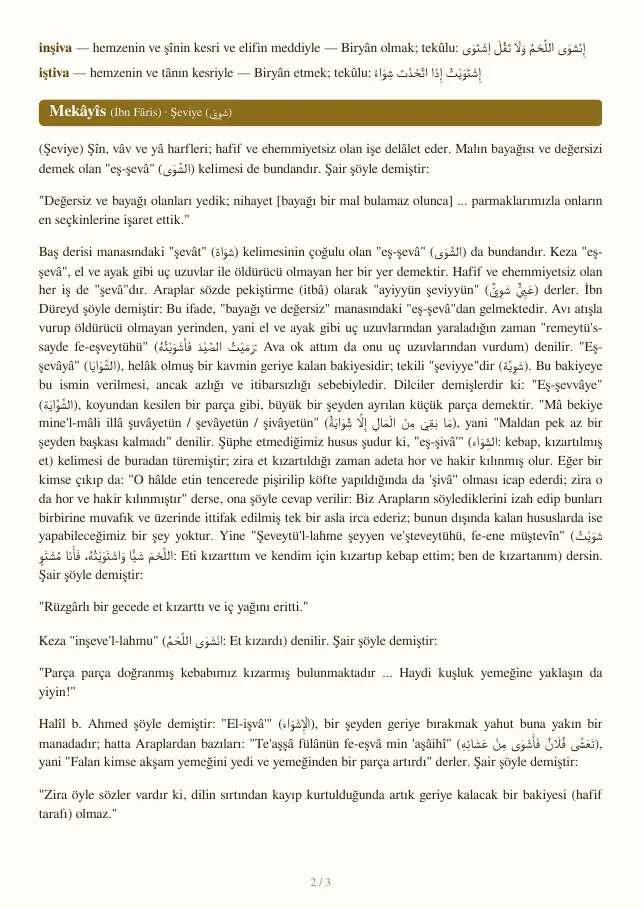 inşiva — hemzenin ve şînin kesri ve elifin meddiyle — Biryân olmak; tekûlu: إِنْشَوَى اللَّحْمُ وَلَا تَقُلْ إِشْتَوَى
iştiva — hemzenin ve tânın kesriyle — Biryân etmek; tekûlu: إِشْتَوَيْتُ إِذَا اتَّخَذْتَ شِوَاءً
Mekâyîs (İbn Fâris) · Şeviye (شوي)
(Şeviye) Şîn, vâv ve yâ harfleri; hafif ve ehemmiyetsiz olan işe delâlet eder. Malın bayağısı ve değersizi
demek olan "eş-şevâ" (الشَّوَى) kelimesi de bundandır. Şair şöyle demiştir:
"Değersiz ve bayağı olanları yedik; nihayet [bayağı bir mal bulamaz olunca] ... parmaklarımızla onların
en seçkinlerine işaret ettik."
Baş derisi manasındaki "şevât" (شَوَاة) kelimesinin çoğulu olan "eş-şevâ" (الشَّوَى) da bundandır. Keza "eş-
şevâ", el ve ayak gibi uç uzuvlar ile öldürücü olmayan her bir yer demektir. Hafif ve ehemmiyetsiz olan
her iş de "şevâ"dır. Araplar sözde pekiştirme (itbâ) olarak "ayiyyün şeviyyün" (عَيِيٌّ شَوِيٌّ) derler. İbn
Düreyd şöyle demiştir: Bu ifade, "bayağı ve değersiz" manasındaki "eş-şevâ"dan gelmektedir. Avı atışla
vurup öldürücü olmayan yerinden, yani el ve ayak gibi uç uzuvlarından yaraladığın zaman "remeytü's-
sayde fe-eşveytühü" (رَمَيْتُ الصَّيْدَ فَأَشْوَيْتُهُ: Ava ok attım da onu uç uzuvlarından vurdum) denilir. "Eş-
şevâyâ" (الشَّوَايَا), helâk olmuş bir kavmin geriye kalan bakiyesidir; tekili "şeviyye"dir (شَوِيَّة). Bu bakiyeye
bu ismin verilmesi, ancak azlığı ve itibarsızlığı sebebiyledir. Dilciler demişlerdir ki: "Eş-şevvâye"
(الشَّوَّايَة), koyundan kesilen bir parça gibi, büyük bir şeyden ayrılan küçük parça demektir. "Mâ bekiye
mine'l-mâli illâ şuvâyetün / şevâyetün / şivâyetün" (مَا بَقِيَ مِنَ الْمَالِ إِلَّا شُِوَايَةٌ), yani "Maldan pek az bir
şeyden başkası kalmadı" denilir. Şüphe etmediğimiz husus şudur ki, "eş-şivâ'" (الشِّوَاء: kebap, kızartılmış
et) kelimesi de buradan türemiştir; zira et kızartıldığı zaman adeta hor ve hakir kılınmış olur. Eğer bir
kimse çıkıp da: "O hâlde etin tencerede pişirilip köfte yapıldığında da 'şivâ" olması icap ederdi; zira o
da hor ve hakir kılınmıştır" derse, ona şöyle cevap verilir: Biz Arapların söylediklerini izah edip bunları
birbirine muvafık ve üzerinde ittifak edilmiş tek bir asla irca ederiz; bunun dışında kalan hususlarda ise
yapabileceğimiz bir şey yoktur. Yine "Şeveytü'l-lahme şeyyen ve'şteveytühü, fe-ene müştevîn" (شَوَيْتُ
اللَّحْمَ شَيًّا وَاشْتَوَيْتُهُ، فَأَنَا مُشْتَوٍ: Eti kızarttım ve kendim için kızartıp kebap ettim; ben de kızartanım) dersin.
Şair şöyle demiştir:
"Rüzgârlı bir gecede et kızarttı ve iç yağını eritti."
Keza "inşeve'l-lahmu" (انْشَوَى اللَّحْمُ: Et kızardı) denilir. Şair şöyle demiştir:
"Parça parça doğranmış kebabımız kızarmış bulunmaktadır ... Haydi kuşluk yemeğine yaklaşın da
yiyin!"
Halîl b. Ahmed şöyle demiştir: "El-işvâ'" (الْإِشْوَاء), bir şeyden geriye bırakmak yahut buna yakın bir
manadadır; hatta Araplardan bazıları: "Te'aşşâ fülânün fe-eşvâ min 'aşâihî" (تَعَشَّى فُلَانٌ فَأَشْوَى مِنْ عَشَائِهِ),
yani "Falan kimse akşam yemeğini yedi ve yemeğinden bir parça artırdı" derler. Şair şöyle demiştir:
"Zira öyle sözler vardır ki, dilin sırtından kayıp kurtulduğunda artık geriye kalacak bir bakiyesi (hafif
tarafı) olmaz."
2 / 3